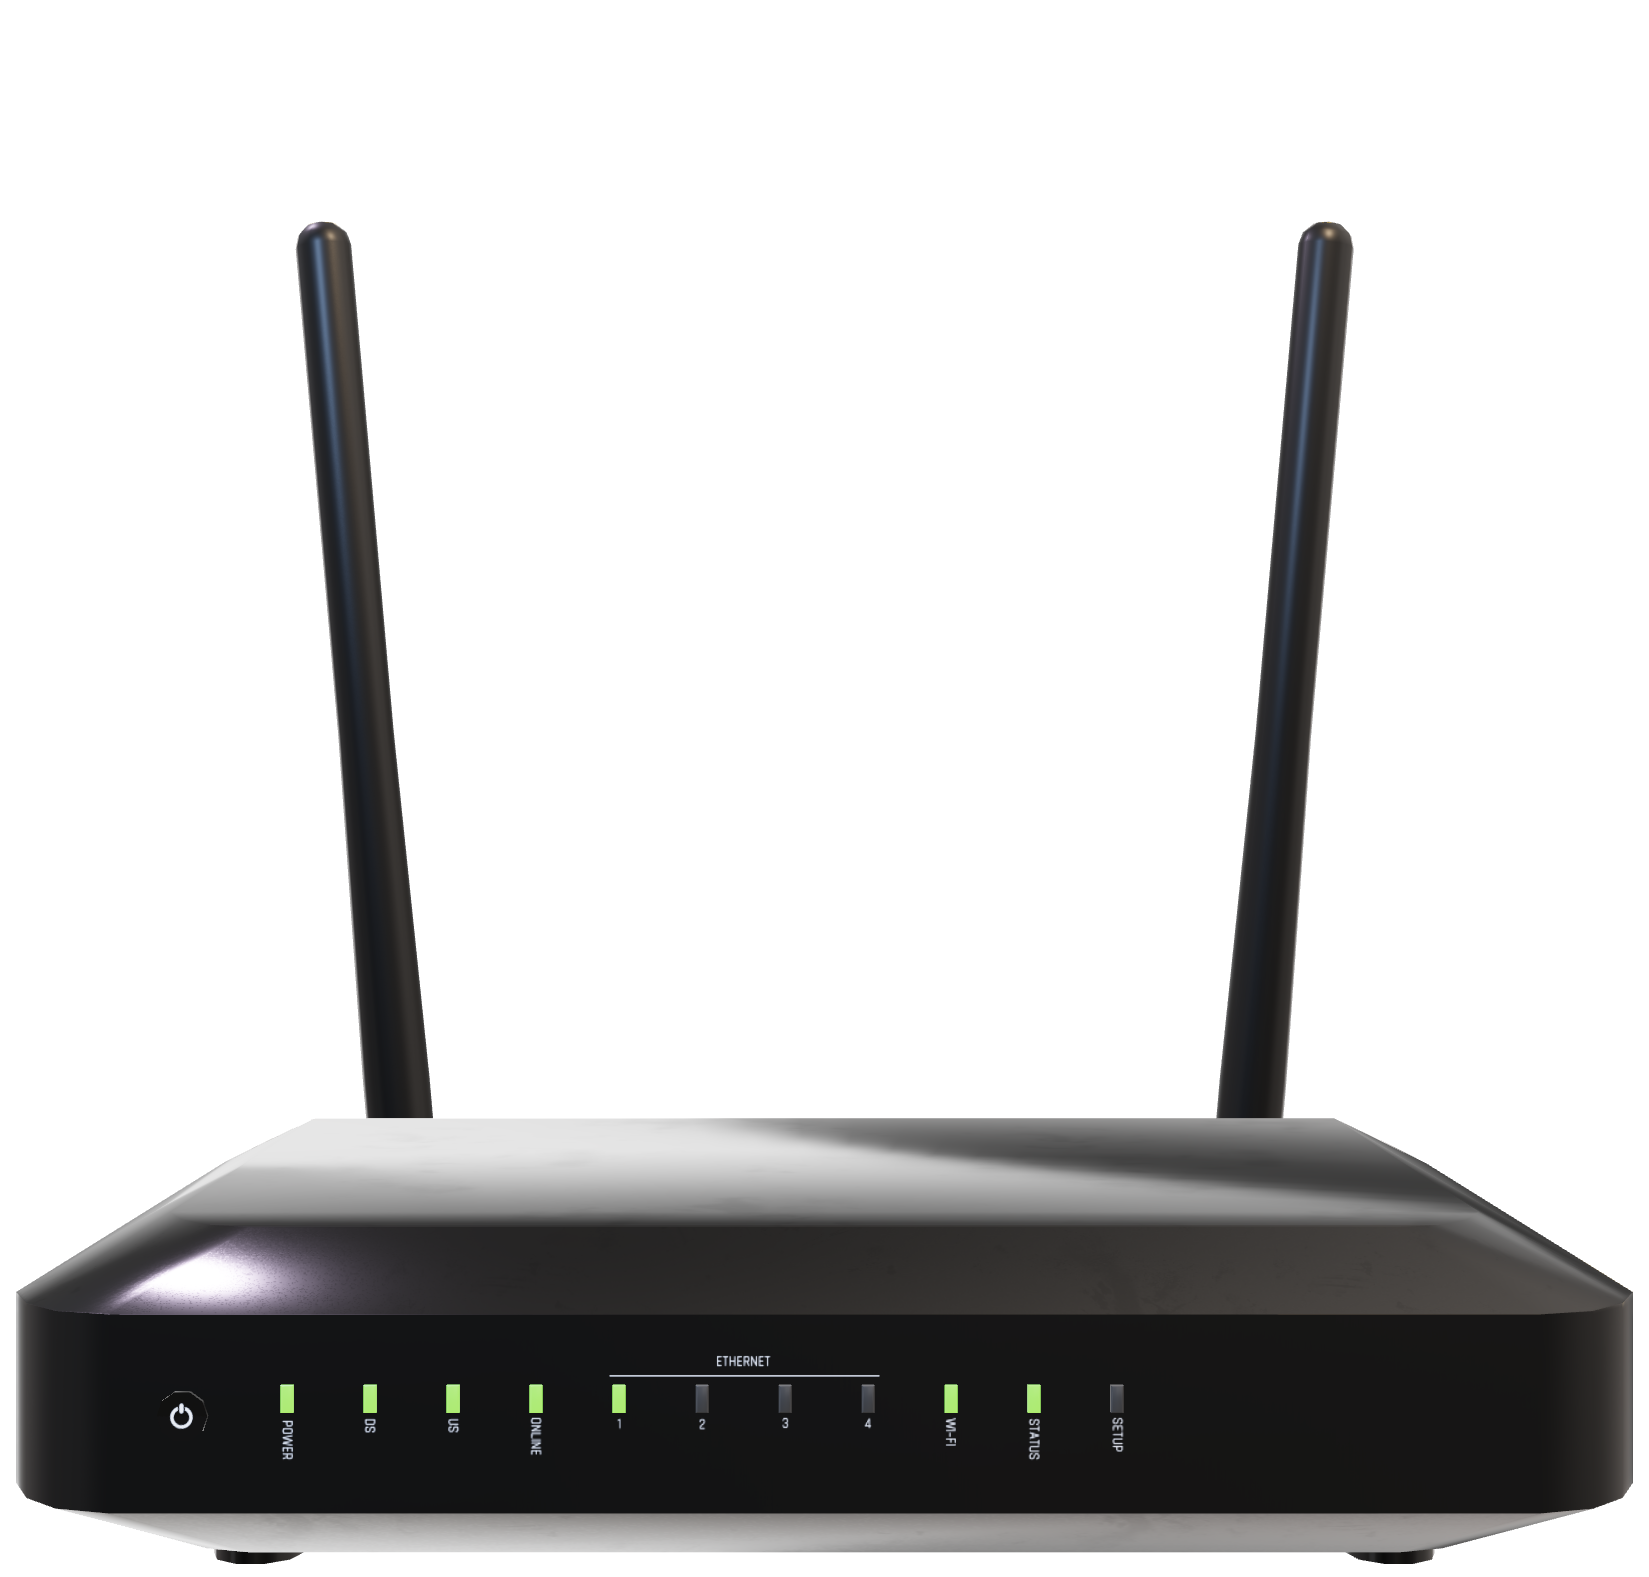 ETHERNET
POWER
DS
US
ONLINE
1
2
3
4
WI-FI
STATUS
SETUP